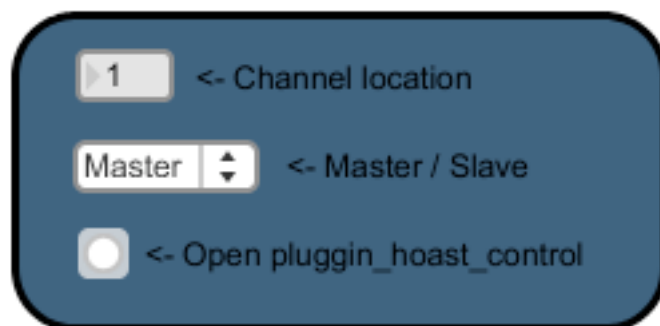 1 <- Channel location
Master <- Master / Slave
<- Open pluggin_hoast_control